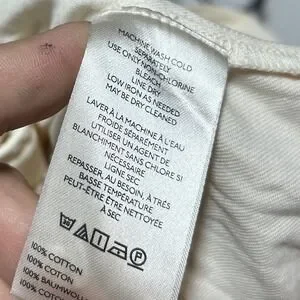 MACHINE WASH COLD
SEPARATELY
USE ONLY NON-CHLORINE
BLEACH
LINE DRY
LOW IRON AS NEEDED
MAY BE DRY CLEANED
LAVER À LA MACHINE À L'EAU
FROIDE SÉPARÉMENT
UTILISER UN AGENT DE
BLANCHIMENT SANS CHLORE SI
NÉCESSAIRE
LIGNE SEC
REPASSER, AU BESOIN, À
BASSE TEMPÉRATURE
PEUT-ÊTRE ÊTRE NETTOYÉ
À SEC
P
100% COTTON
100% COTON
100% BAUMWOLLE